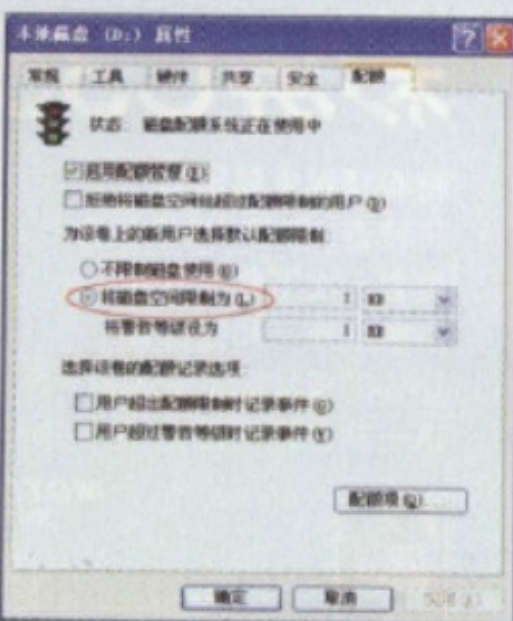 本地磁盘 (D:) 属性
常规 工具 硬件 共享 安全 配额
状态: 磁盘配额系统正在使用中
启用配额管理(E)
拒绝将磁盘空间给超过配额限制的用户(D)
为该卷上的新用户选择默认配额限制:
不限制磁盘使用(O)
将磁盘空间限制为(L) 1 KB
将警告等级设为 1 KB
选择该卷的配额记录选项:
用户超出配额限制时记录事件(G)
用户超过警告等级时记录事件(V)
配额项(Q)...
确定 取消